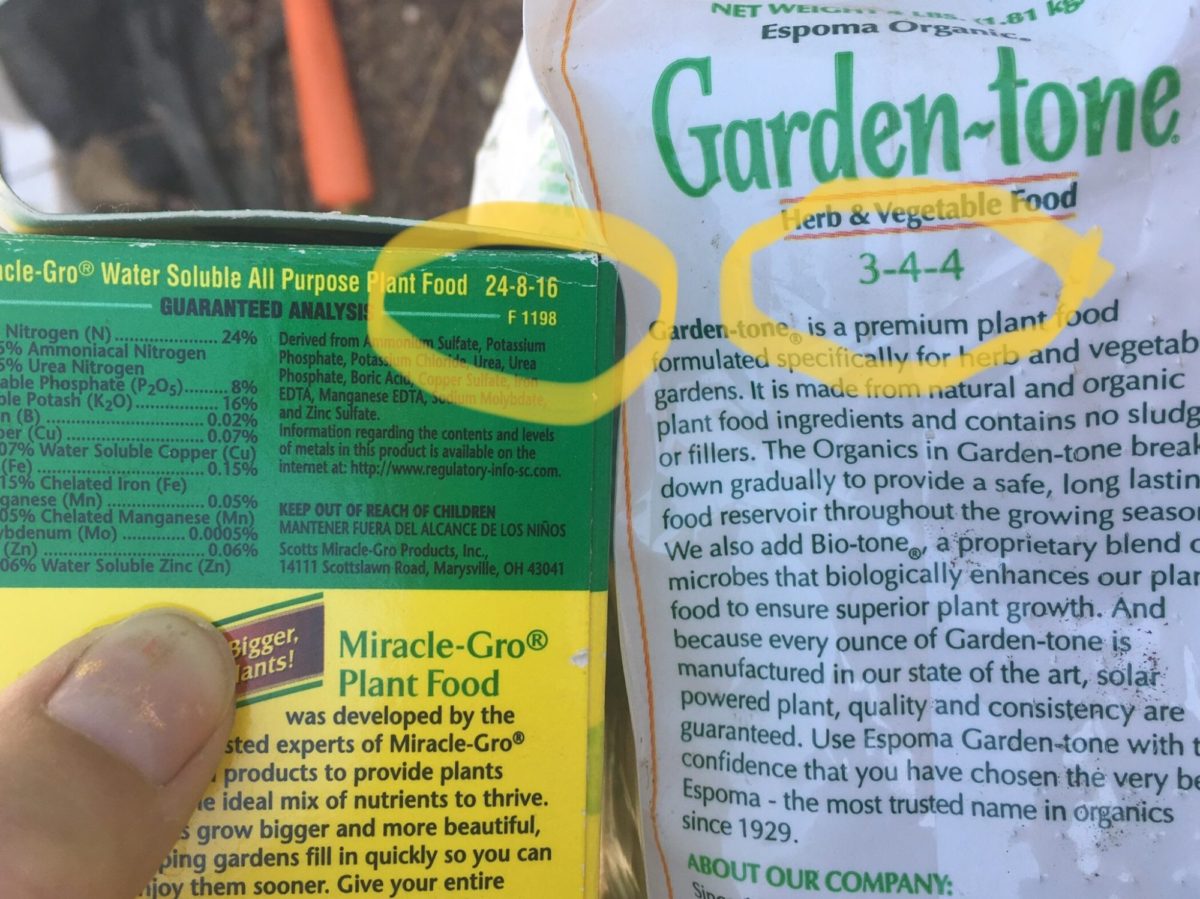 acle-Gro® Water Soluble All Purpose Plant Food 24-8-16
GUARANTEED ANALYSIS
F 1198
Nitrogen (N) 24%
5% Ammoniacal Nitrogen
5% Urea Nitrogen
able Phosphate (P2O5) 8%
ble Potash (K2O) 16%
n (B) 0.02%
per (Cu) 0.07%
07% Water Soluble Copper (Cu)
(Fe) 0.15%
15% Chelated Iron (Fe)
ganese (Mn) 0.05%
05% Chelated Manganese (Mn)
ybdenum (Mo) 0.0005%
(Zn) 0.06%
06% Water Soluble Zinc (Zn)
Derived from Ammonium Sulfate, Potassium
Phosphate, Potassium Chloride, Urea, Urea
Phosphate, Boric Acid, Copper Sulfate, Iron
EDTA, Manganese EDTA, Sodium Molybdate,
and Zinc Sulfate.
Information regarding the contents and levels
of metals in this product is available on the
internet at: http://www.regulatory-info-sc.com.
KEEP OUT OF REACH OF CHILDREN
MANTENER FUERA DEL ALCANCE DE LOS NIÑOS
Scotts Miracle-Gro Products, Inc.,
14111 Scottslawn Road, Marysville, OH 43041
Bigger,
lants!
Miracle-Gro®
Plant Food
was developed by the
sted experts of Miracle-Gro®
products to provide plants
e ideal mix of nutrients to thrive.
s grow bigger and more beautiful,
ping gardens fill in quickly so you can
njoy them sooner. Give your entire
NET WEIGHT LBS. (1.81 kg
Espoma Organic®
Garden-tone®
Herb & Vegetable Food
3-4-4
Garden-tone® is a premium plant food
formulated specifically for herb and vegetab
gardens. It is made from natural and organic
plant food ingredients and contains no sludg
or fillers. The Organics in Garden-tone break
down gradually to provide a safe, long lastin
food reservoir throughout the growing seaso
We also add Bio-tone®, a proprietary blend o
microbes that biologically enhances our plan
food to ensure superior plant growth. And
because every ounce of Garden-tone is
manufactured in our state of the art, solar
powered plant, quality and consistency are
guaranteed. Use Espoma Garden-tone with t
confidence that you have chosen the very be
Espoma - the most trusted name in organics
since 1929.
ABOUT OUR COMPANY: